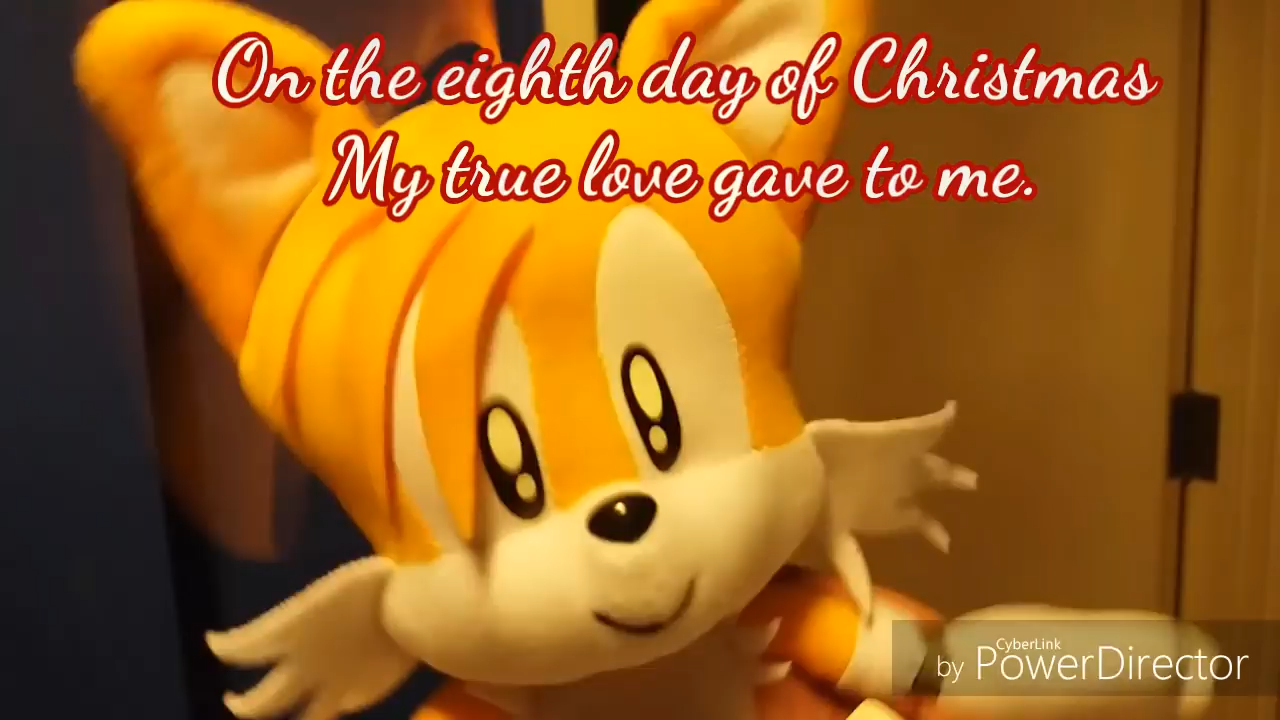 On the eighth day of Christmas
My true love gave to me.
CyberLink
by PowerDirector